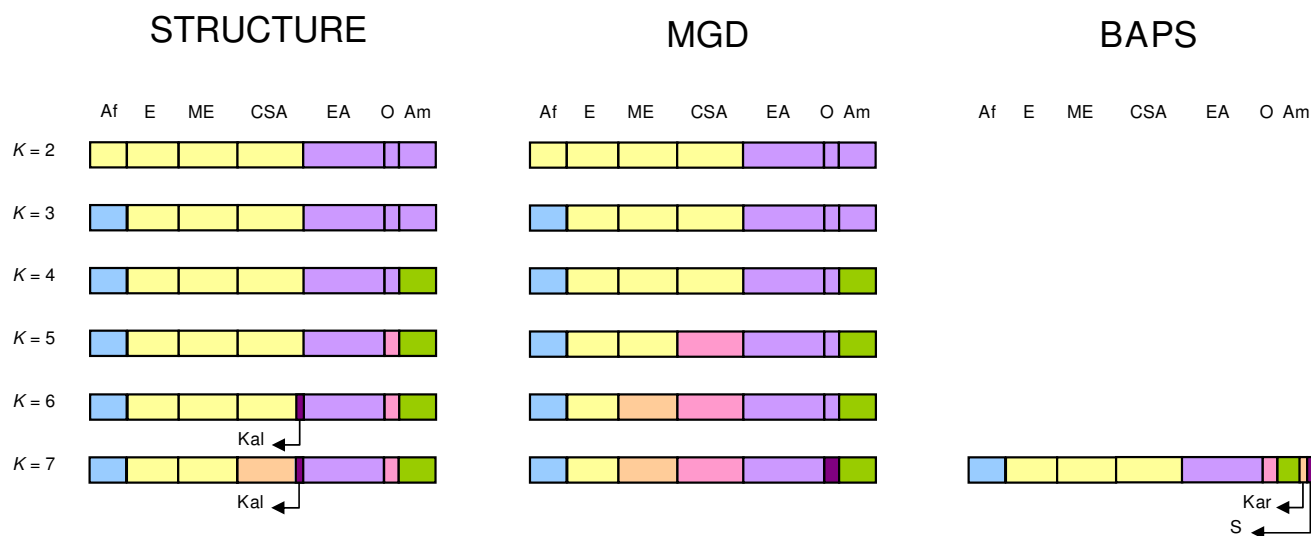 STRUCTURE MGD BAPS
Af E ME CSA EA O Am Af E ME CSA EA O Am Af E ME CSA EA O Am
K = 2
K = 3
K = 4
K = 5
K = 6
Kal
K = 7
Kal Kar
S